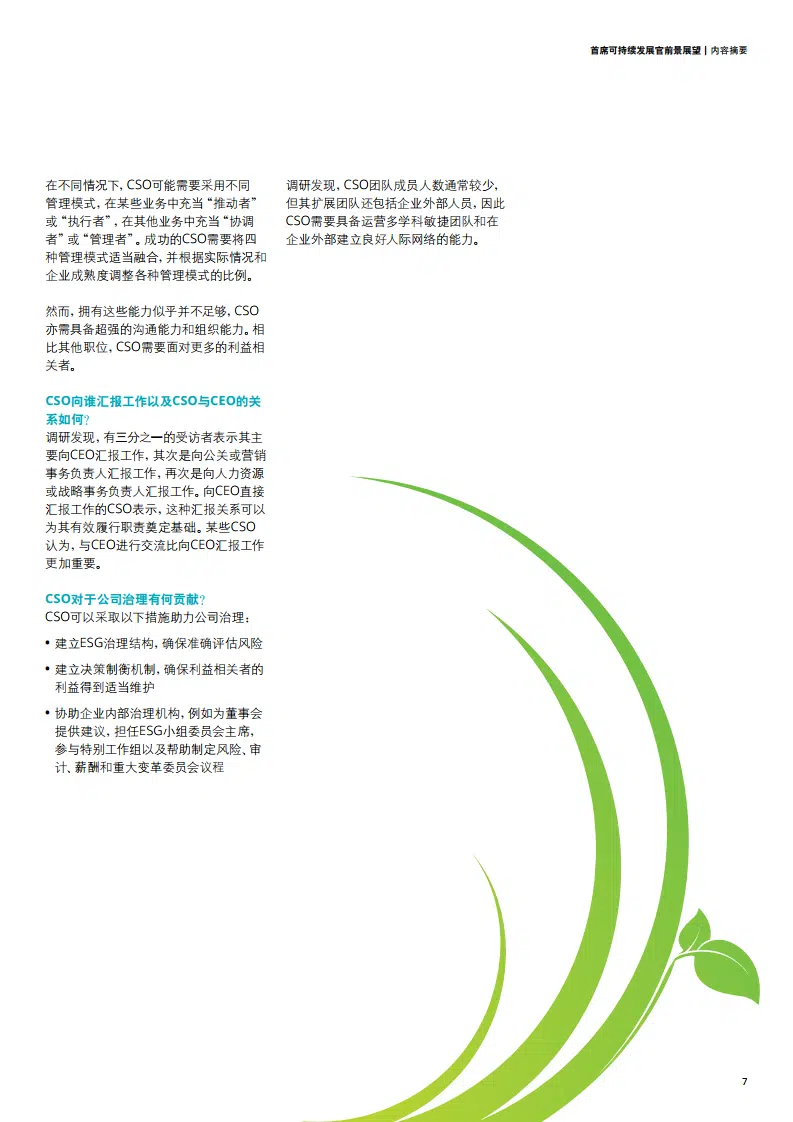 首席可持续发展官前景展望 | 内容摘要
在不同情况下, CSO可能需要采用不同
管理模式, 在某些业务中充当“推动者”
或“执行者”, 在其他业务中充当“协调
者”或“管理者”。成功的CSO需要将四
种管理模式适当融合, 并根据实际情况和
企业成熟度调整各种管理模式的比例。
然而, 拥有这些能力似乎并不足够, CSO
亦需具备超强的沟通能力和组织能力。相
比其他职位, CSO需要面对更多的利益相
关者。
CSO向谁汇报工作以及CSO与CEO的关
系如何?
调研发现, 有三分之一的受访者表示其主
要向CEO汇报工作, 其次是向公关或营销
事务负责人汇报工作, 再次是向人力资源
或战略事务负责人汇报工作。向CEO直接
汇报工作的CSO表示, 这种汇报关系可以
为其有效履行职责奠定基础。某些CSO
认为, 与CEO进行交流比向CEO汇报工作
更加重要。
CSO对于公司治理有何贡献?
CSO可以采取以下措施助力公司治理:
• 建立ESG治理结构, 确保准确评估风险
• 建立决策制衡机制, 确保利益相关者的
利益得到适当维护
• 协助企业内部治理机构, 例如为董事会
提供建议, 担任ESG小组委员会主席,
参与特别工作组以及帮助制定风险、审
计、薪酬和重大变革委员会议程
调研发现, CSO团队成员人数通常较少,
但其扩展团队还包括企业外部人员, 因此
CSO需要具备运营多学科敏捷团队和在
企业外部建立良好人际网络的能力。
7